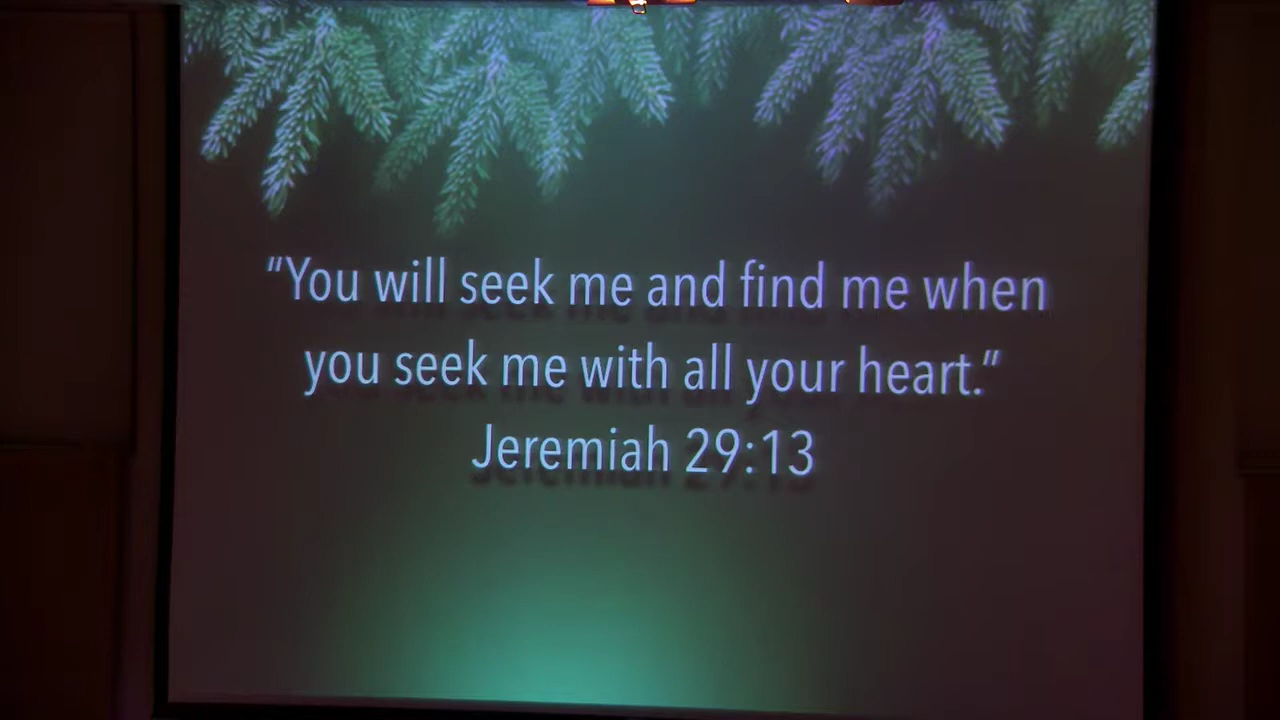 "You will seek me and find me when
you seek me with all your heart."
Jeremiah 29:13